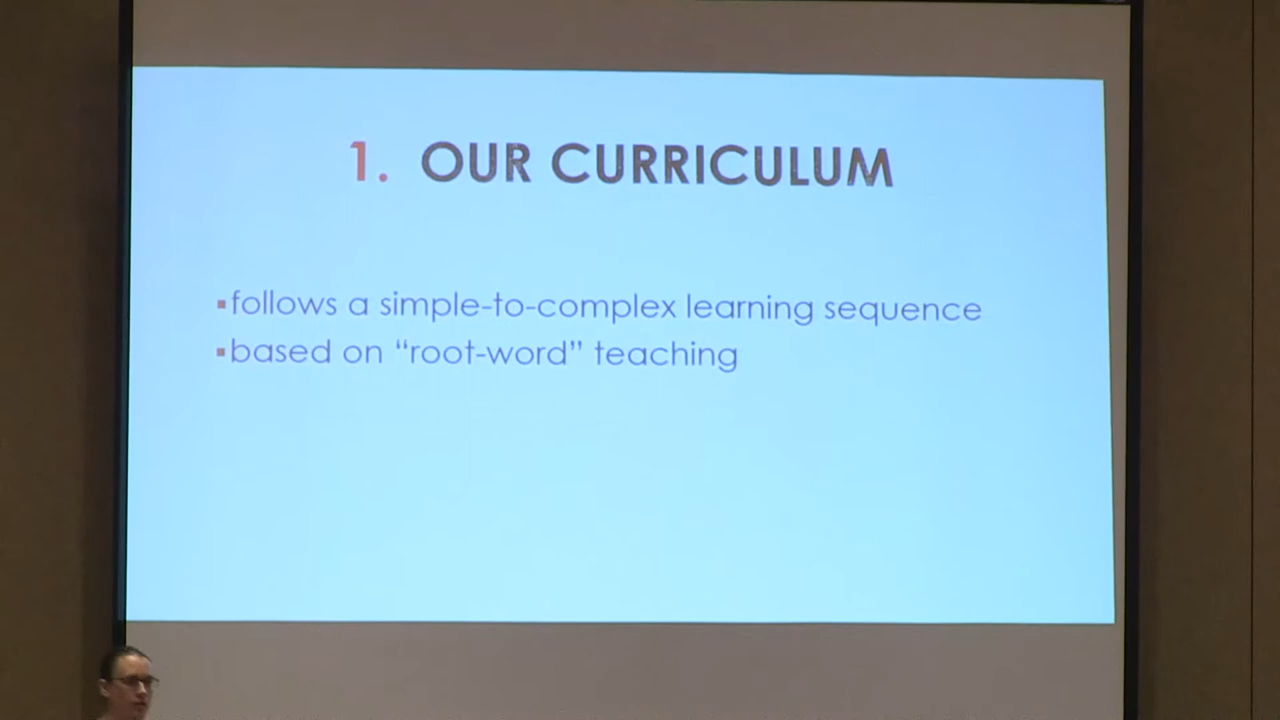 1. OUR CURRICULUM
▪follows a simple-to-complex learning sequence
▪based on “root-word” teaching